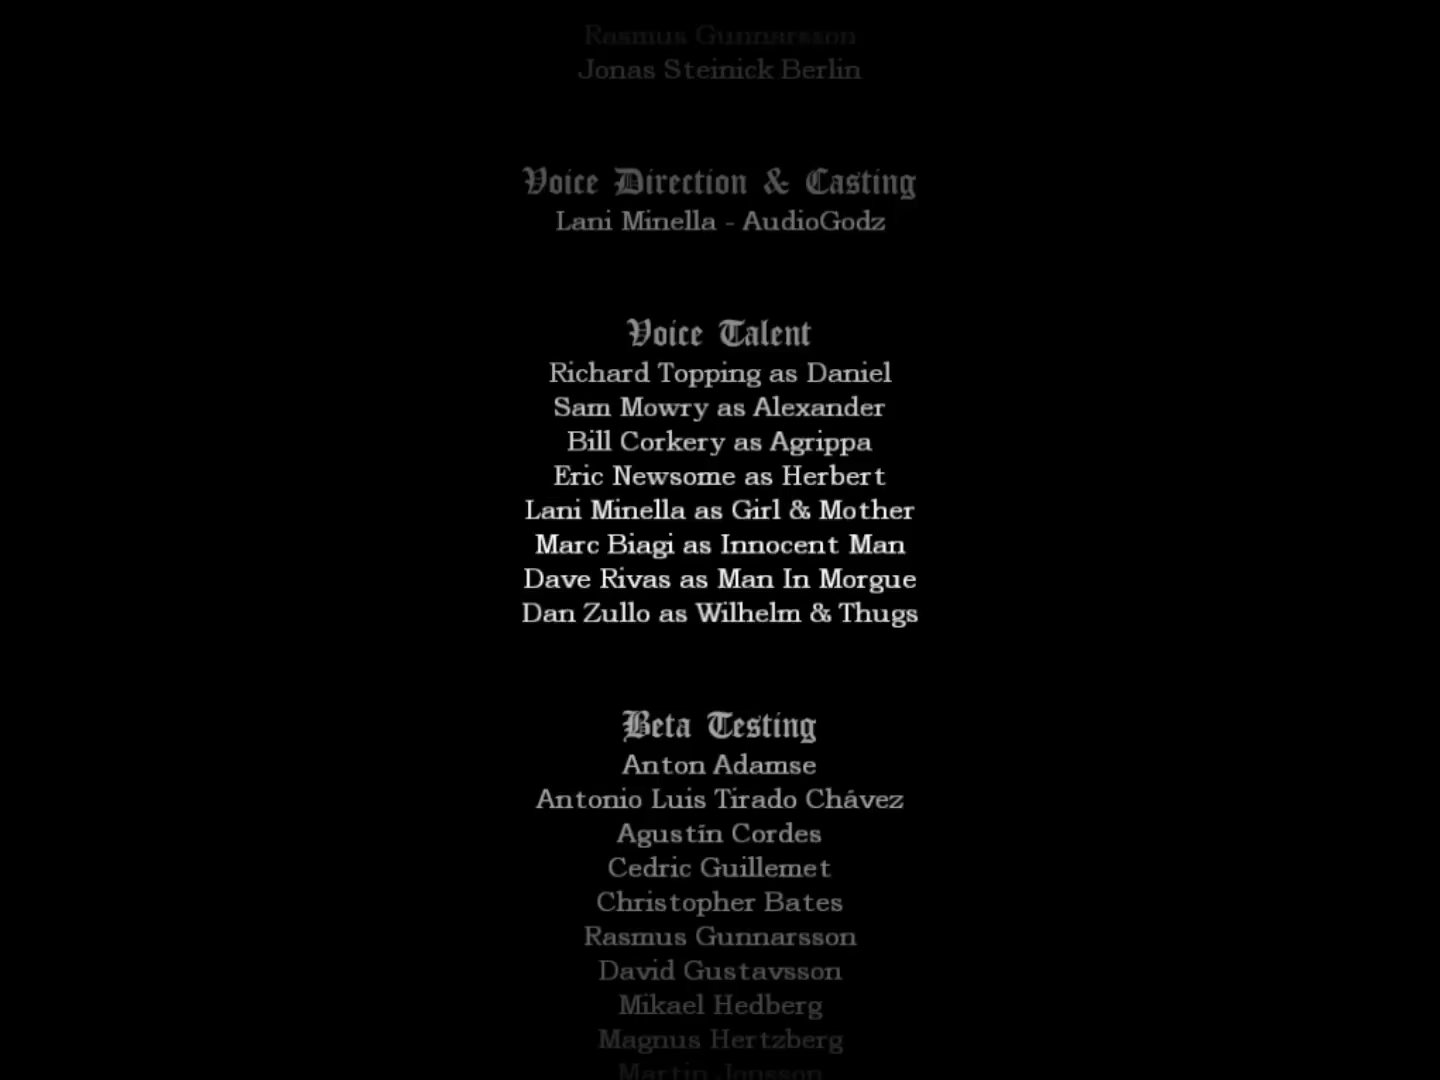 Rasmus Gunnarsson
Jonas Steinick Berlin
Voice Direction & Casting
Lani Minella - AudioGodz
Voice Talent
Richard Topping as Daniel
Sam Mowry as Alexander
Bill Corkery as Agrippa
Eric Newsome as Herbert
Lani Minella as Girl & Mother
Marc Biagi as Innocent Man
Dave Rivas as Man In Morgue
Dan Zullo as Wilhelm & Thugs
Beta Testing
Anton Adamse
Antonio Luis Tirado Chávez
Agustín Cordes
Cedric Guillemet
Christopher Bates
Rasmus Gunnarsson
David Gustavsson
Mikael Hedberg
Magnus Hertzberg
Martin Jonsson